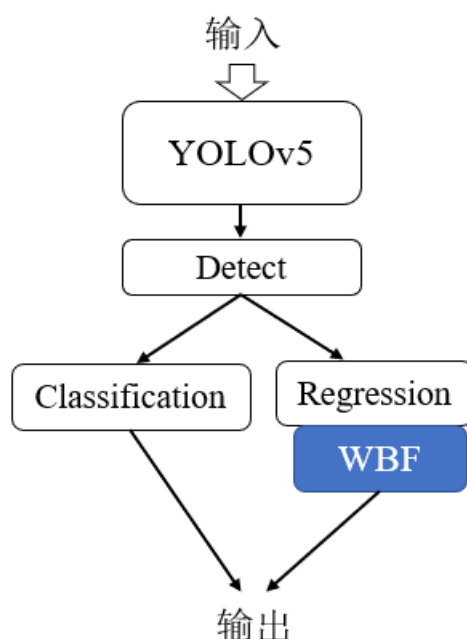 输入
YOLOv5
Detect
Classification
Regression
WBF
输出